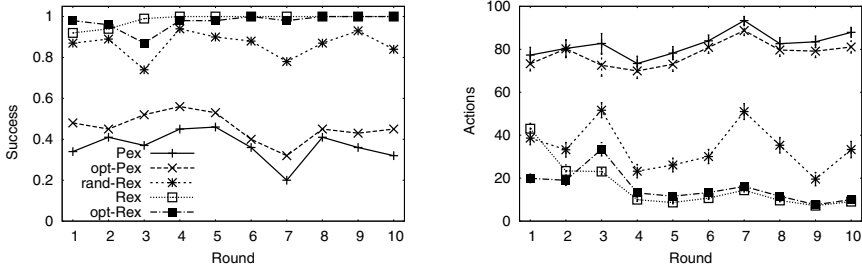 1
0.8
0.6
0.4
0.2
0
Success
Pex
opt-Pex
rand-Rex
Rex
opt-Rex
1 2 3 4 5 6 7 8 9 10
Round
100
80
60
40
20
0
Actions
1 2 3 4 5 6 7 8 9 10
Round